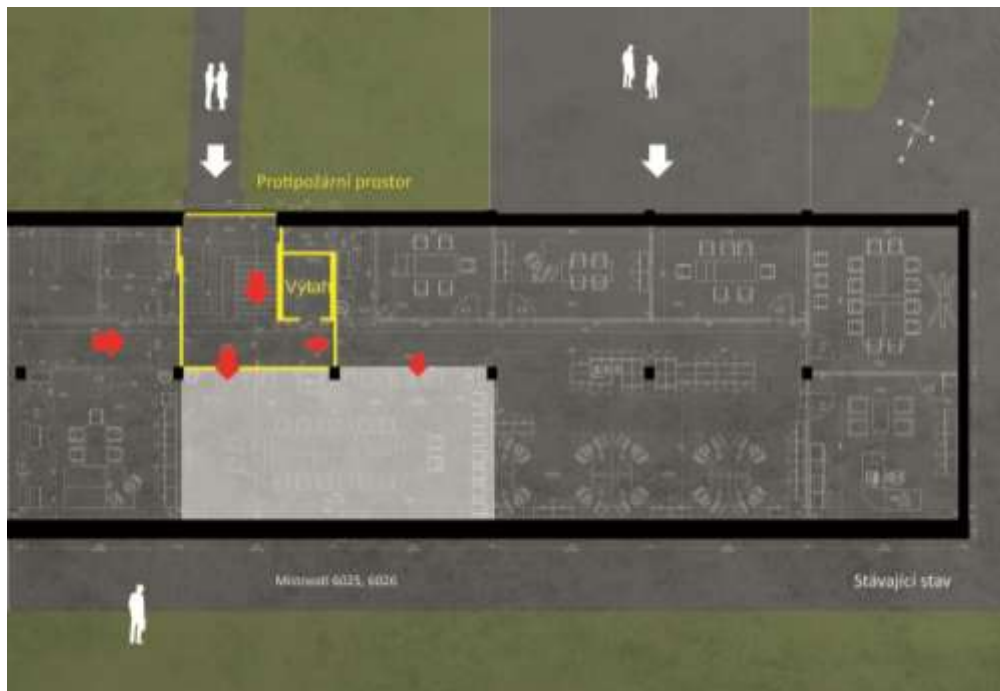 Protipožární prostor
Výtah
Místnosti 6025, 6026
Stávající stav